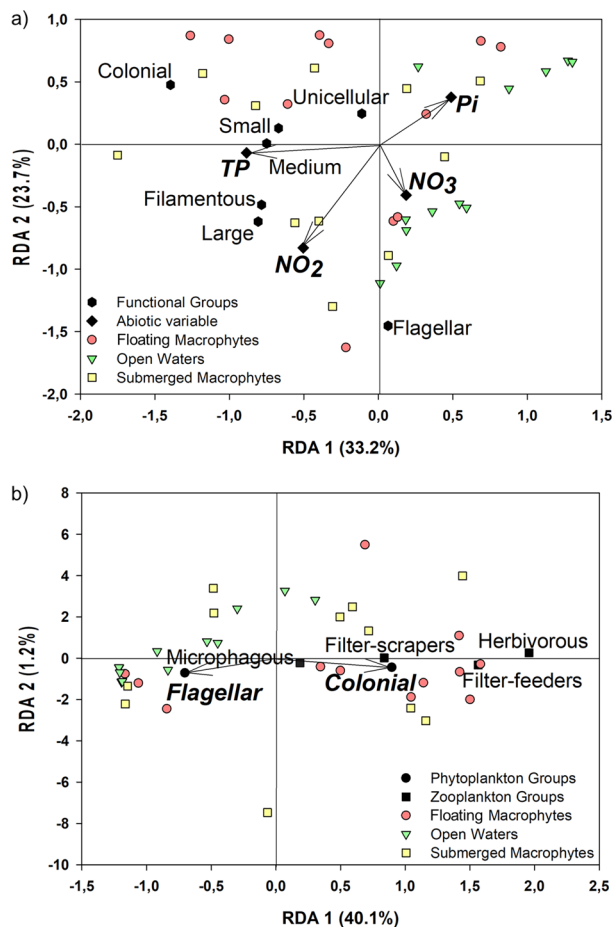 a)
1,0
Colonial
0,5
Unicellular
Pi
Small
0,0
TP
Medium
NO3
Filamentous
-0,5
Large
NO2
-1,0
Functional Groups
Abiotic variable
Floating Macrophytes
Flagellar
-1,5
Open Waters
Submerged Macrophytes
-2,0
-2,0 -1,5 -1,0 -0,5 0,0 0,5 1,0 1,5
RDA 1 (33.2%)
RDA 2 (23.7%)
b)
8
6
4
2
Filter-scrapers
Herbivorous
Microphagous
0
Filter-feeders
Flagellar
Colonial
-2
-4
-6
Phytoplankton Groups
Zooplankton Groups
Floating Macrophytes
-8
Open Waters
Submerged Macrophytes
-10
-1,5 -1,0 -0,5 0,0 0,5 1,0 1,5 2,0 2,5
RDA 1 (40.1%)
RDA 2 (1.2%)